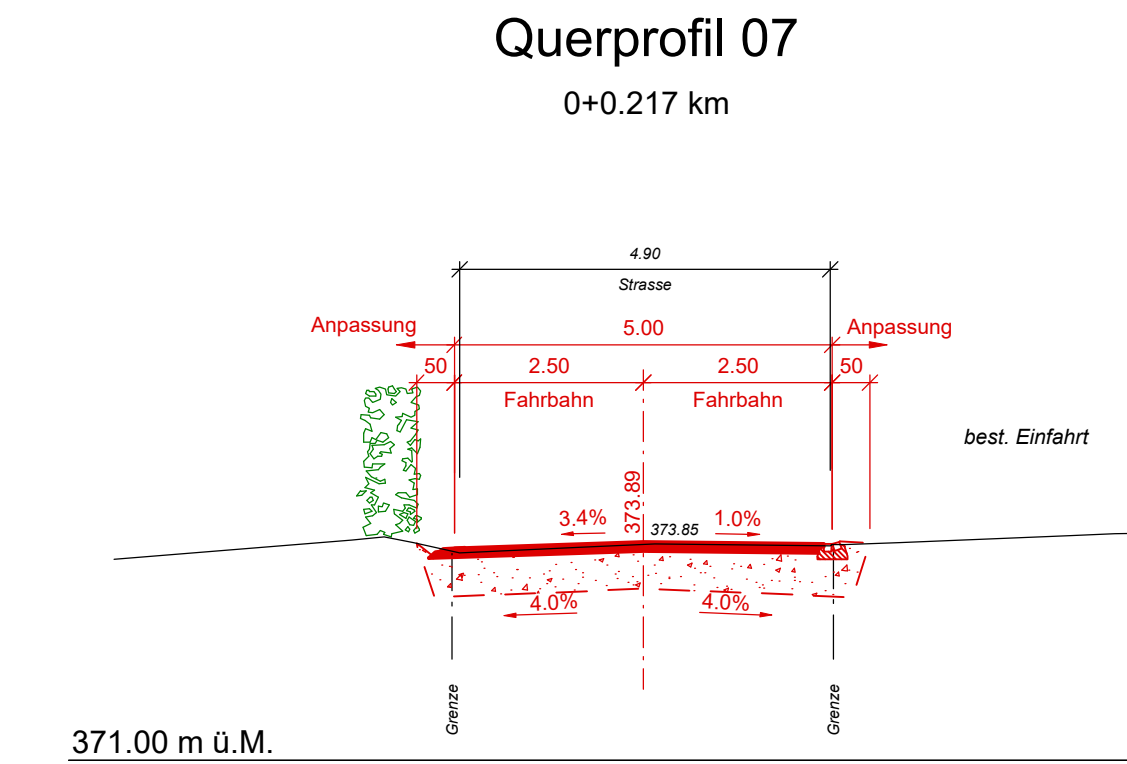 Querprofil 07
0+0.217 km
4.90
Strasse
Anpassung 5.00 Anpassung
50 2.50 2.50 50
Fahrbahn Fahrbahn
best. Einfahrt
373.89
3.4% 373.85 1.0%
4.0% 4.0%
Grenze Grenze
371.00 m ü.M.